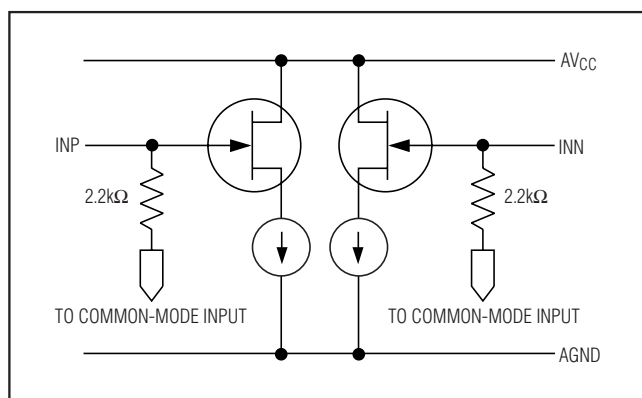 AVCC
INP
INN
2.2kΩ
2.2kΩ
TO COMMON-MODE INPUT
TO COMMON-MODE INPUT
AGND